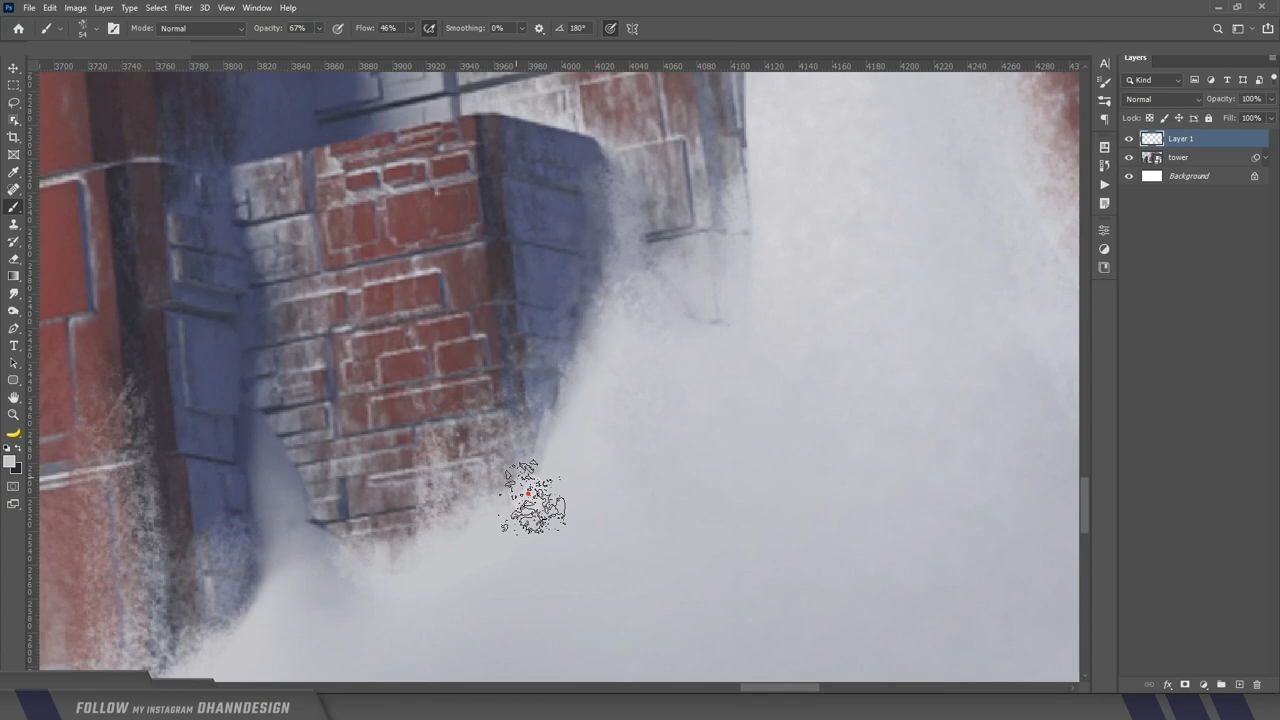 File Edit Image Layer Type Select Filter 3D View Window Help
54 Mode: Normal Opacity: 67% Flow: 46% Smoothing: 0% 180°
3700 3720 3740 3760 3780 3800 3820 3840 3860 3880 3900 3920 3940 3960 3980 4000 4020 4040 4060 4080 4100 4120 4140 4160 4180 4200 4220 4240 4260 4280 43
Layers
Kind
Normal Opacity: 100%
Lock: Fill: 100%
Layer 1
tower
Background
FOLLOW MY INSTAGRAM DHANNDESIGN